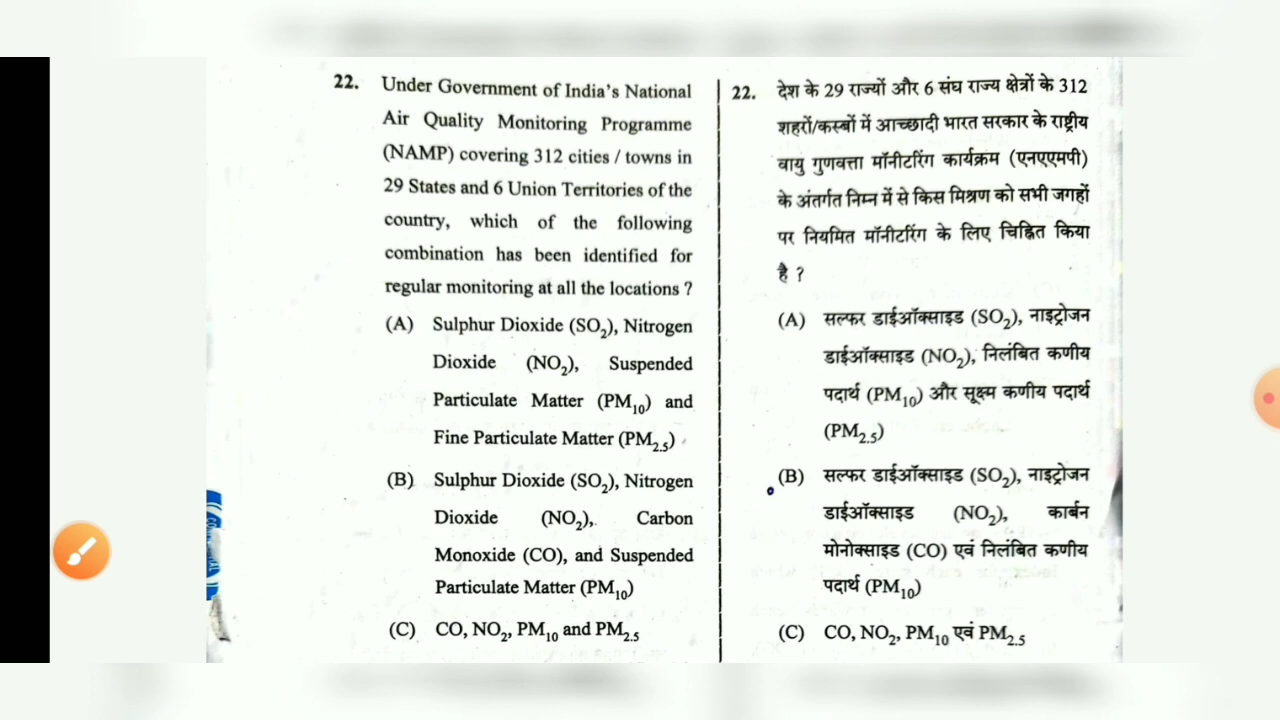 22. Under Government of India's National
Air Quality Monitoring Programme
(NAMP) covering 312 cities / towns in
29 States and 6 Union Territories of the
country, which of the following
combination has been identified for
regular monitoring at all the locations ?
(A) Sulphur Dioxide (SO₂), Nitrogen
Dioxide (NO₂), Suspended
Particulate Matter (PM₁₀) and
Fine Particulate Matter (PM₂.₅)
(B) Sulphur Dioxide (SO₂), Nitrogen
Dioxide (NO₂), Carbon
Monoxide (CO), and Suspended
Particulate Matter (PM₁₀)
(C) CO, NO₂, PM₁₀ and PM₂.₅
22. देश के 29 राज्यों और 6 संघ राज्य क्षेत्रों के 312
शहरों/कस्बों में आच्छादी भारत सरकार के राष्ट्रीय
वायु गुणवत्ता मॉनीटरिंग कार्यक्रम (एनएएमपी)
के अंतर्गत निम्न में से किस मिश्रण को सभी जगहों
पर नियमित मॉनीटरिंग के लिए चिह्नित किया
है ?
(A) सल्फर डाईऑक्साइड (SO₂), नाइट्रोजन
डाईऑक्साइड (NO₂), निलंबित कणीय
पदार्थ (PM₁₀) और सूक्ष्म कणीय पदार्थ
(PM₂.₅)
(B) सल्फर डाईऑक्साइड (SO₂), नाइट्रोजन
डाईऑक्साइड (NO₂), कार्बन
मोनोक्साइड (CO) एवं निलंबित कणीय
पदार्थ (PM₁₀)
(C) CO, NO₂, PM₁₀ एवं PM₂.₅